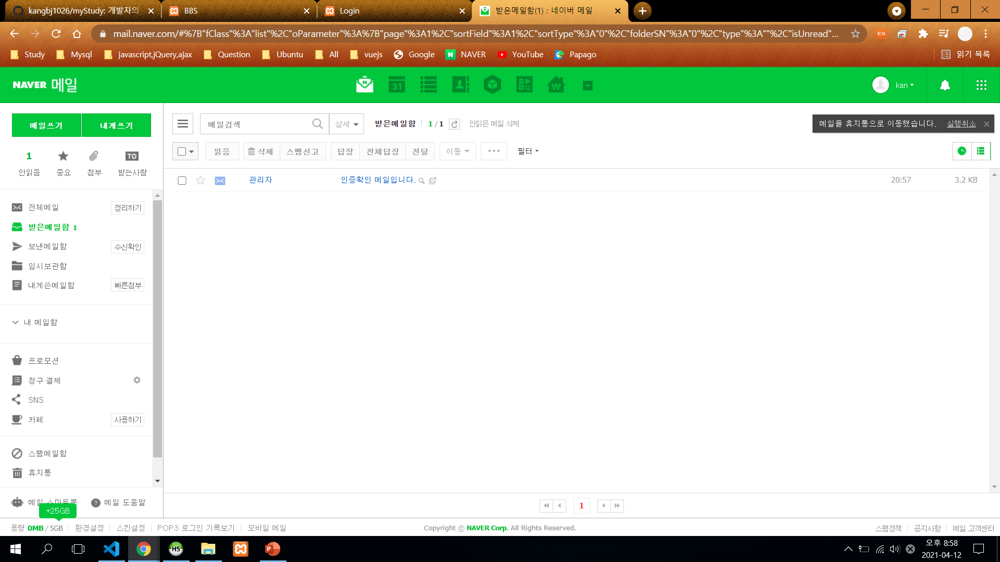 kangbj1026/myStudy: 개발자의
BBS
Login
받은메일함(1) : 네이버 메일
mail.naver.com/#%7B"fClass"%3A"list"%2C"oParameter"%3A%7B"page"%3A1%2C"sortField"%3A1%2C"sortType"%3A"0"%2C"folderSN"%3A"0"%2C"type"%3A""%2C"isUnread"...
EX
Study
Mysql
javascript,jQuery,ajax
Question
Ubuntu
All
vuejs
Google
NAVER
YouTube
Papago
읽기 목록
NAVER 메일
31
kan
메일쓰기
내게쓰기
메일검색
상세
받은메일함
1 / 1
안읽은 메일 삭제
메일을 휴지통으로 이동했습니다. 실행취소
읽음
삭제
스팸신고
답장
전체답장
전달
이동
필터
1
안읽음
중요
첨부
TO
받는사람
관리자
인증확인 메일입니다.
20:57
3.2 KB
전체메일
정리하기
받은메일함 1
보낸메일함
수신확인
임시보관함
내게쓴메일함
빠른첨부
내 메일함
프로모션
청구·결제
SNS
카페
사용하기
스팸메일함
휴지통
메일 스마트봇
메일 도움말
+25GB
1
용량 0MB / 5GB
환경설정
스킨설정
POP3 로그인 기록보기
모바일 메일
Copyright ⓒ NAVER Corp. All Rights Reserved.
스팸정책
공지사항
메일 고객센터
HS
오후 8:58
2021-04-12